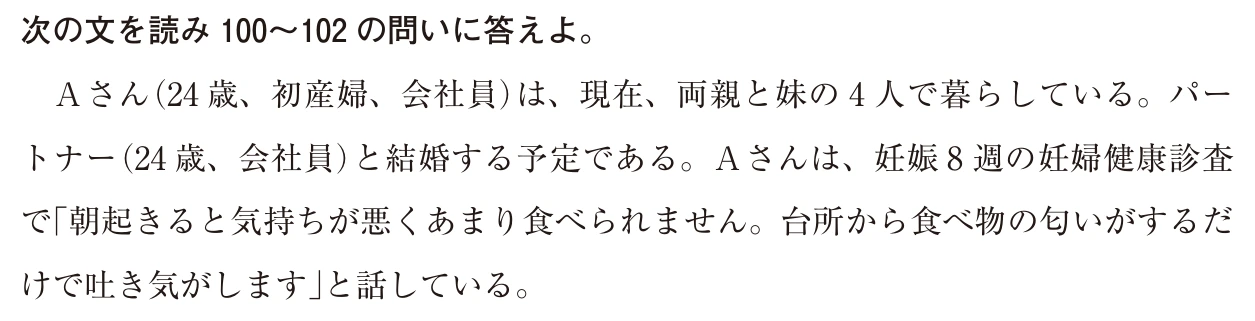 次の文を読み 100〜102 の問いに答えよ。
Aさん(24 歳、初産婦、会社員)は、現在、両親と妹の 4 人で暮らしている。パー
トナー(24 歳、会社員)と結婚する予定である。Aさんは、妊娠 8 週の妊婦健康診査
で「朝起きると気持ちが悪くあまり食べられません。台所から食べ物の匂いがするだ
けで吐き気がします」と話している。